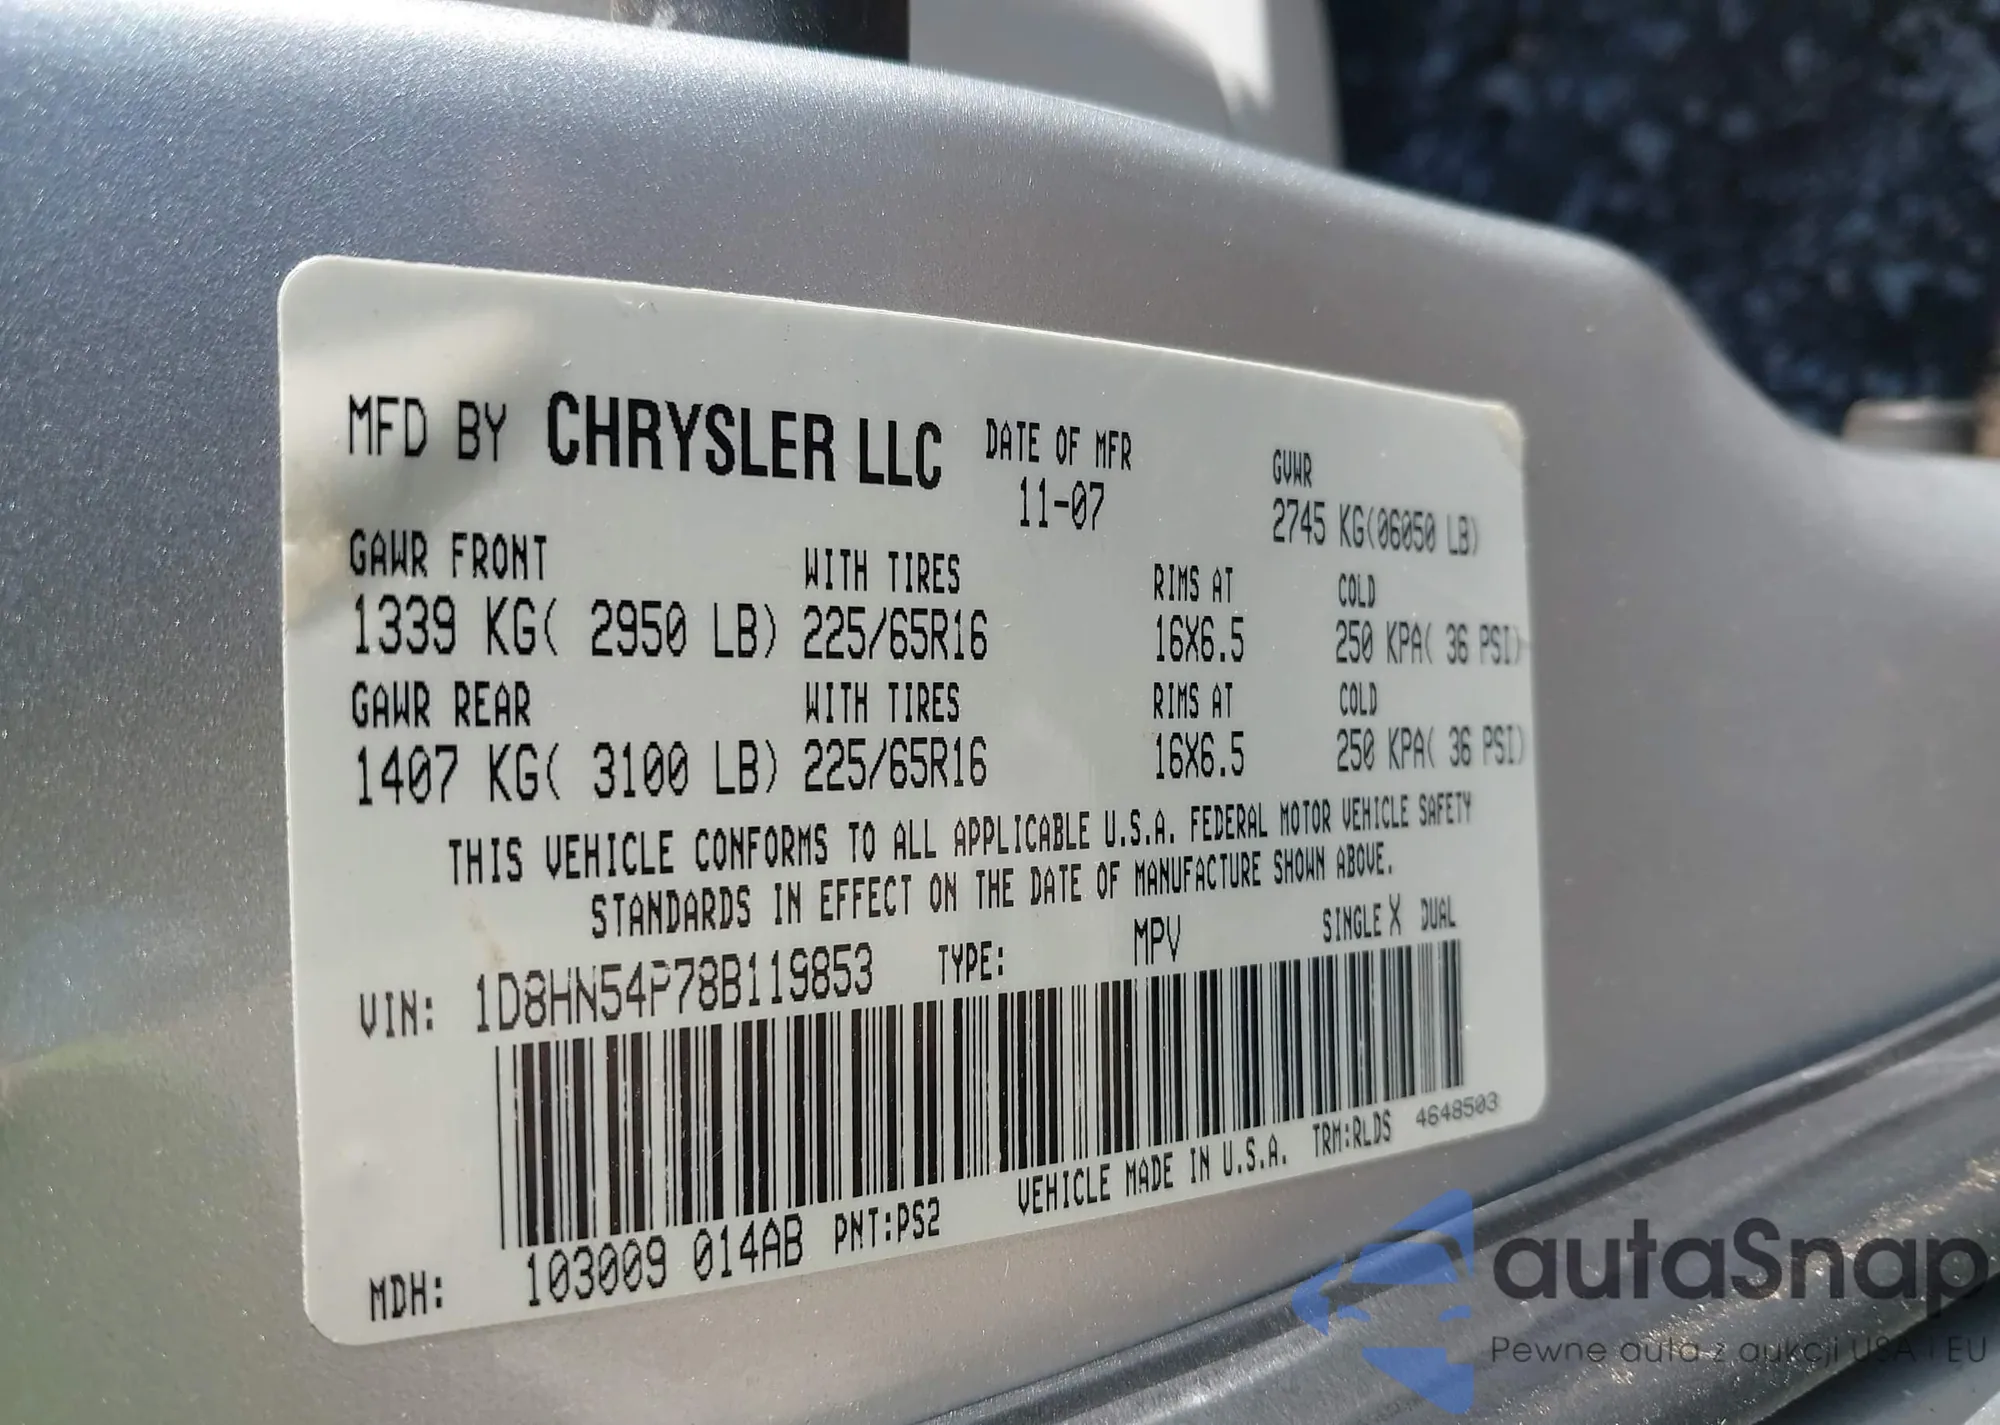 MFD BY CHRYSLER LLC DATE OF MFR GVWR
11-07 2745 KG(06050 LB)
GAWR FRONT WITH TIRES RIMS AT COLD
1339 KG( 2950 LB) 225/65R16 16X6.5 250 KPA( 36 PSI)
GAWR REAR WITH TIRES RIMS AT COLD
1407 KG( 3100 LB) 225/65R16 16X6.5 250 KPA( 36 PSI)
THIS VEHICLE CONFORMS TO ALL APPLICABLE U.S.A. FEDERAL MOTOR VEHICLE SAFETY
STANDARDS IN EFFECT ON THE DATE OF MANUFACTURE SHOWN ABOVE.
VIN: 1D8HN54P78B119853 TYPE: MPV SINGLE X DUAL
MDH: 103009 014AB PNT:PS2 VEHICLE MADE IN U.S.A. TRM:RLDS 4648503
autaSnap
Pewne auta z aukcji USA i EU